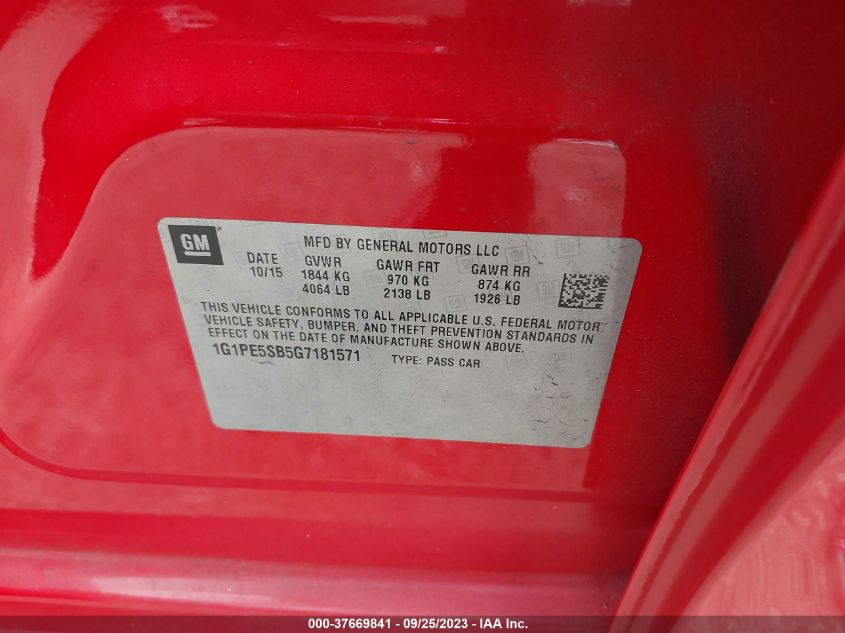 GM
MFD BY GENERAL MOTORS LLC
DATE GVWR GAWR FRT GAWR RR
10/15 1844 KG 970 KG 874 KG
4064 LB 2138 LB 1926 LB
THIS VEHICLE CONFORMS TO ALL APPLICABLE U.S. FEDERAL MOTOR
VEHICLE SAFETY, BUMPER, AND THEFT PREVENTION STANDARDS IN
EFFECT ON THE DATE OF MANUFACTURE SHOWN ABOVE.
1G1PE5SB5G7181571 TYPE: PASS CAR
000-37669841 - 09/25/2023 - IAA Inc.